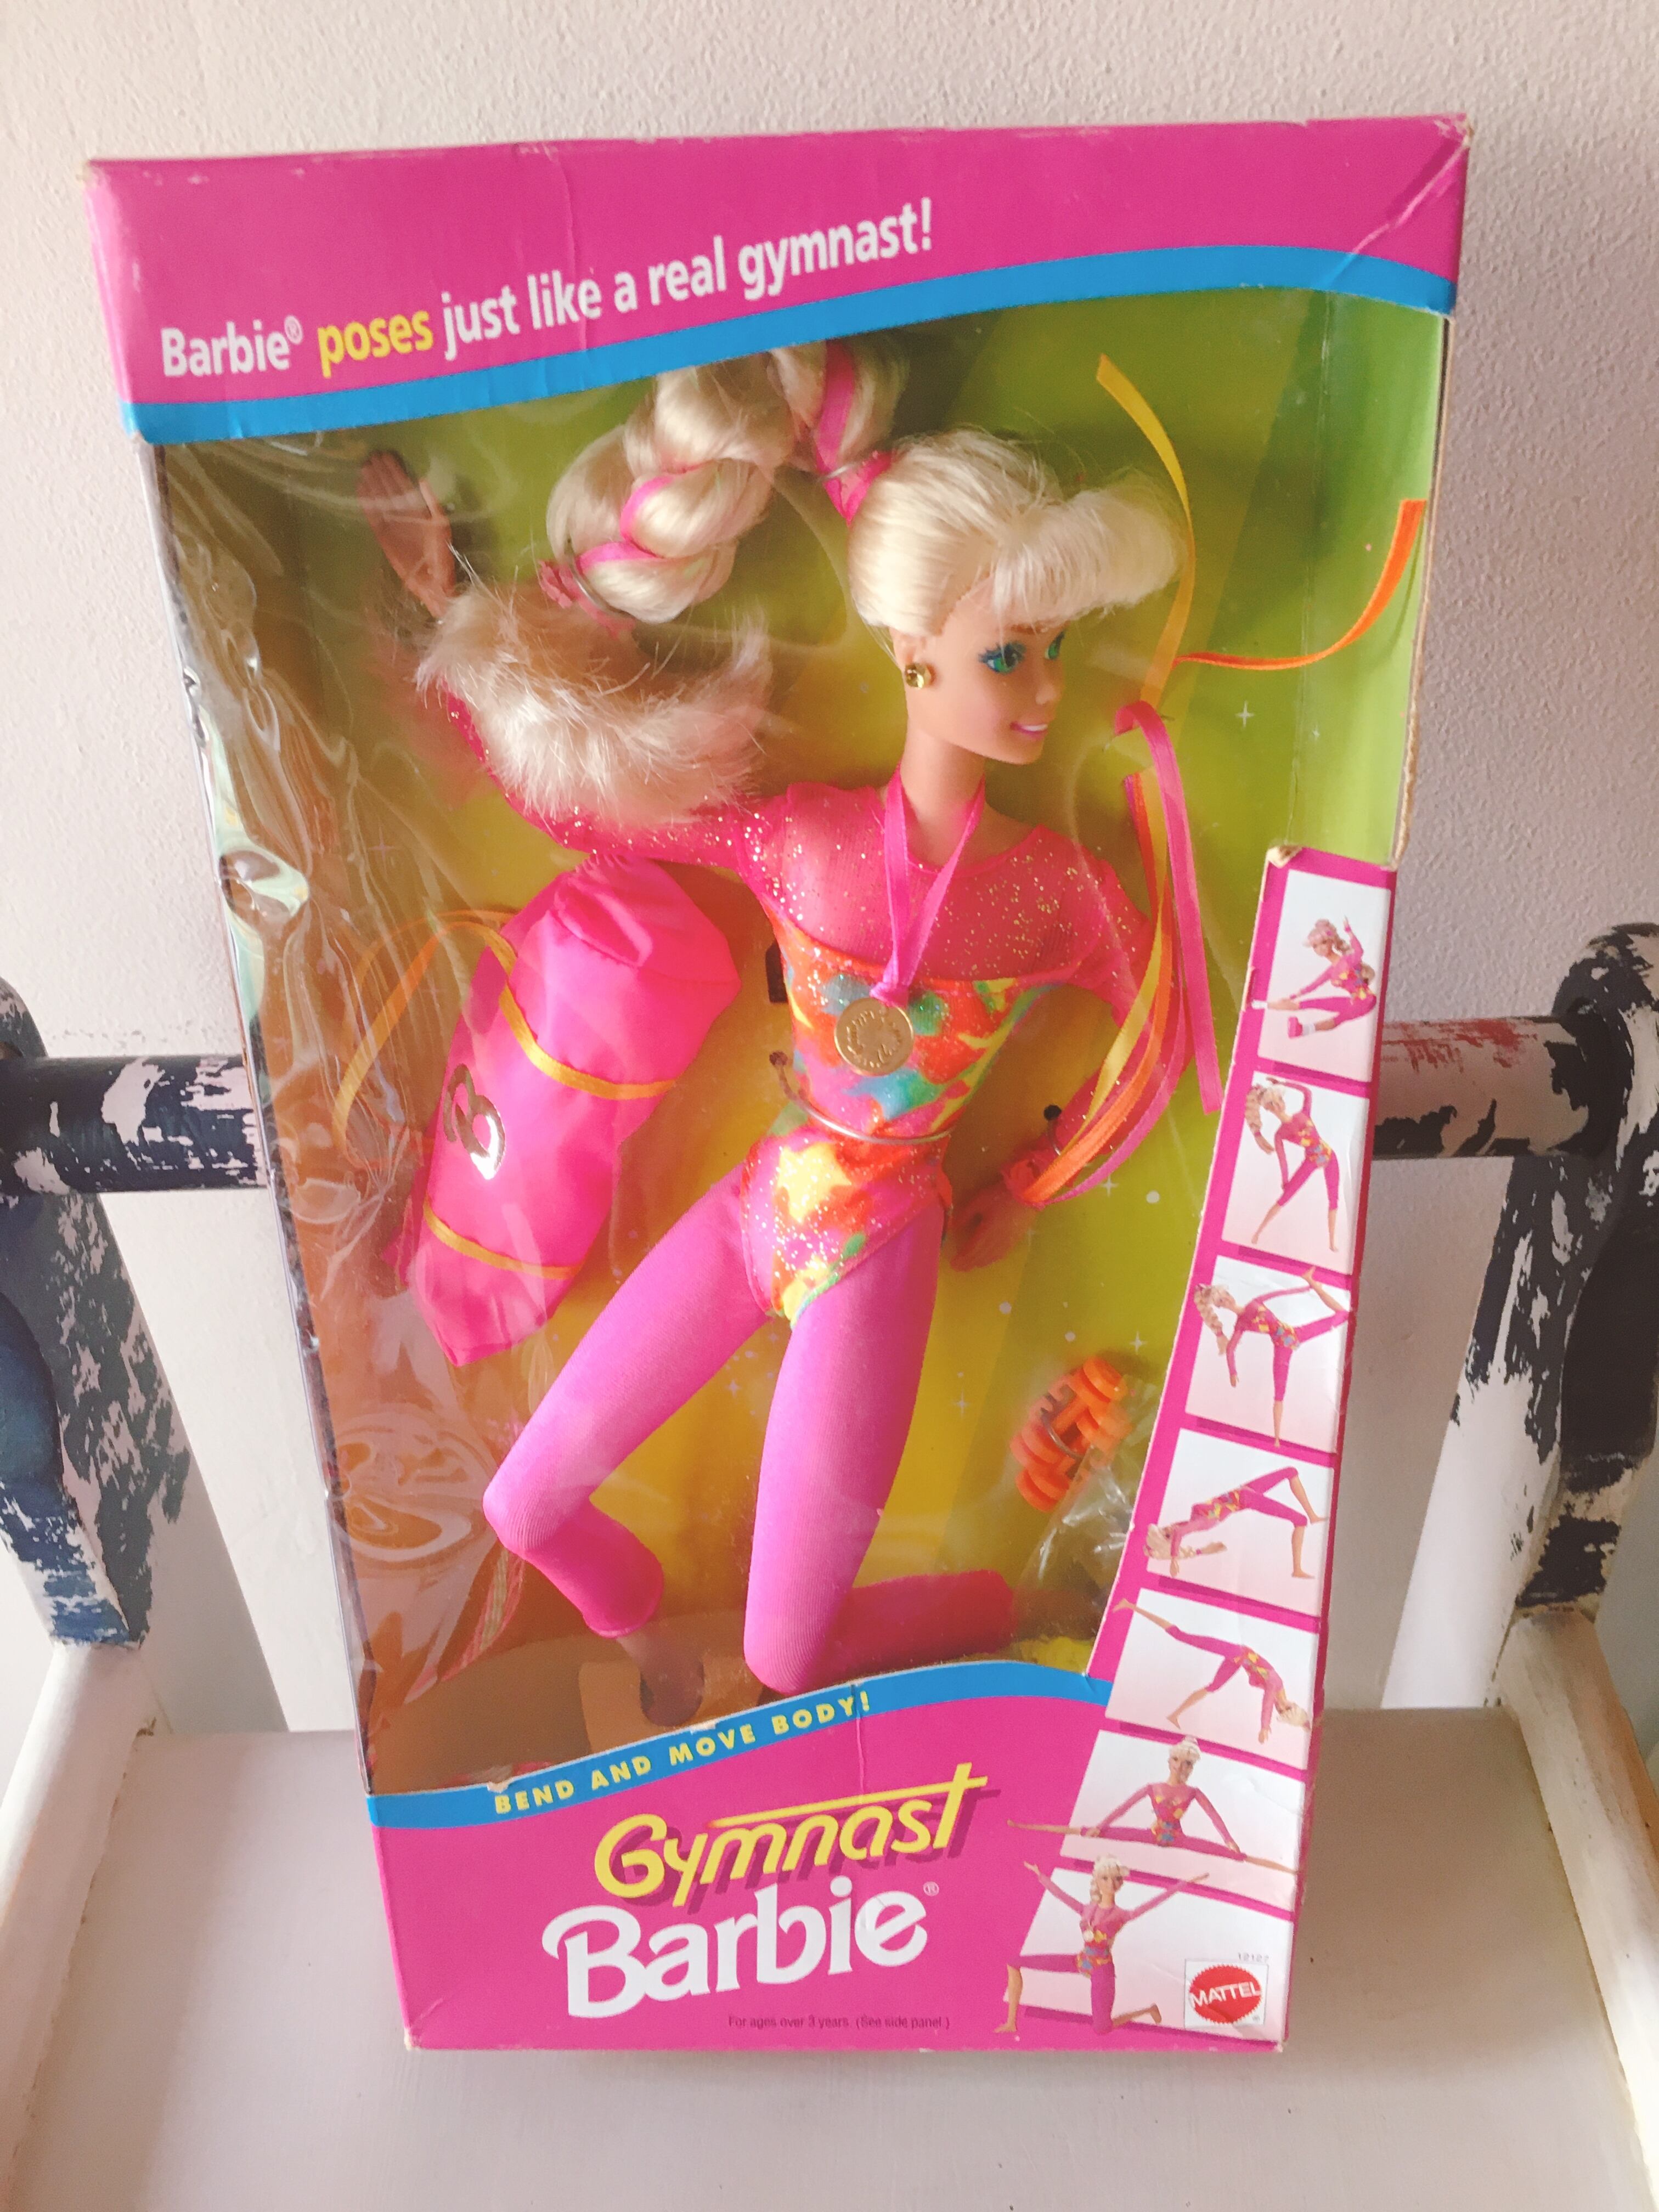 Barbie® poses just like a real gymnast!
B
BEND AND MOVE BODY!
Gymnast
Barbie®
For ages over 3 years. (See side panel.)
12127
MATTEL